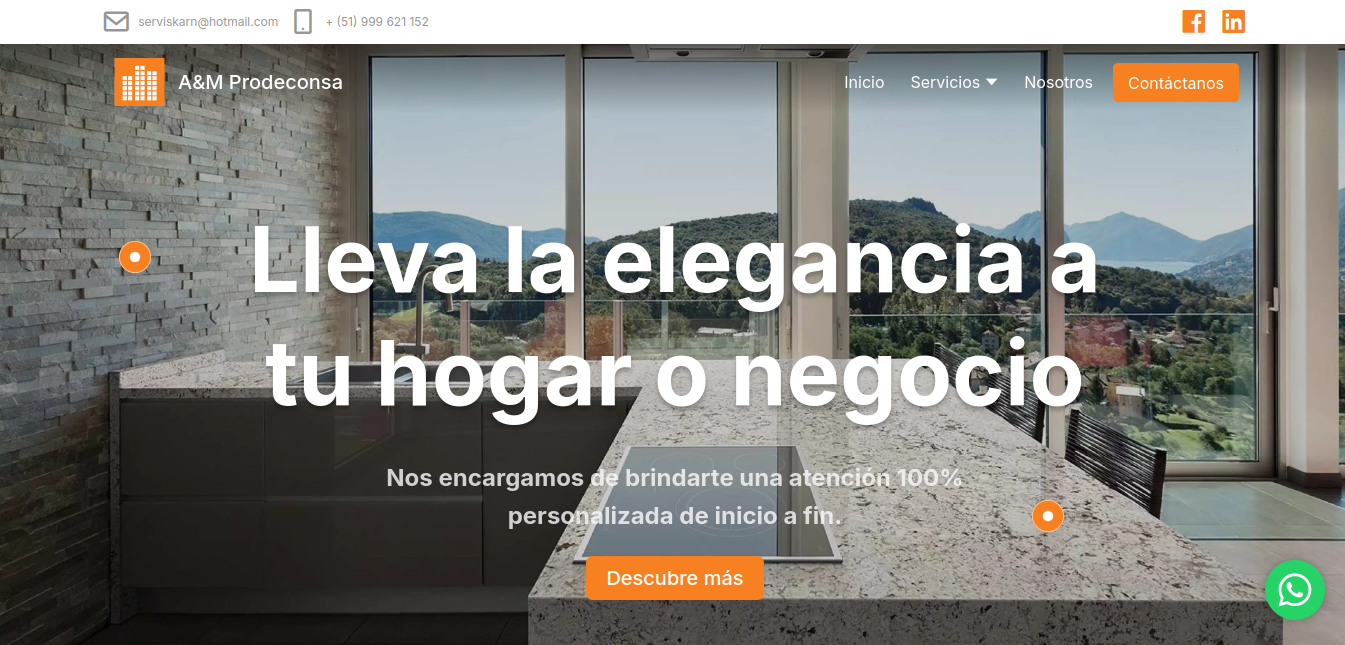 serviskarn@hotmail.com + (51) 999 621 152
A&M Prodeconsa Inicio Servicios Nosotros Contáctanos
Lleva la elegancia a
tu hogar o negocio
Nos encargamos de brindarte una atención 100%
personalizada de inicio a fin.
Descubre más